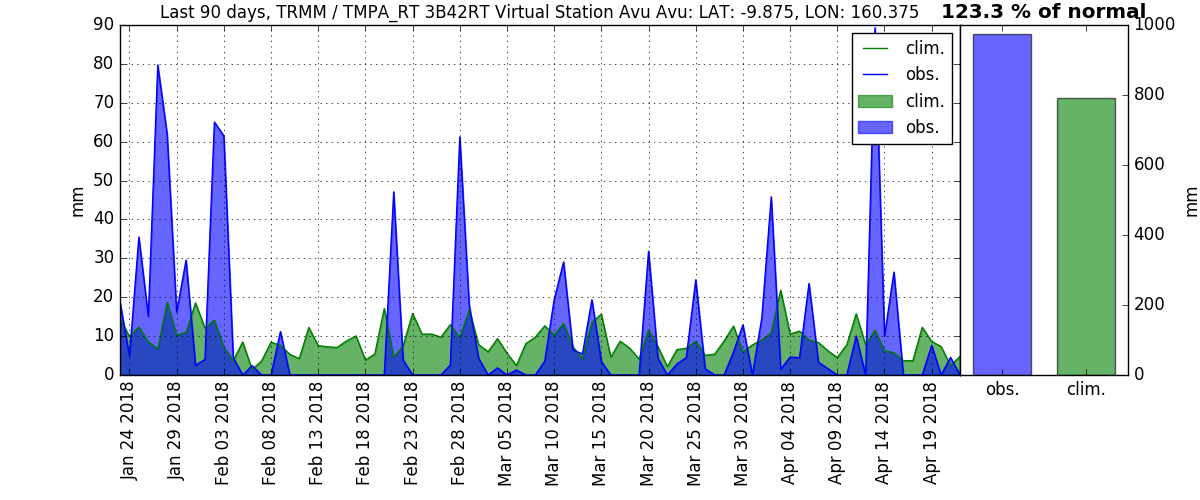 Last 90 days, TRMM / TMPA_RT 3B42RT Virtual Station Avu Avu: LAT: -9.875, LON: 160.375
123.3 % of normal
90
80
70
60
50
40
30
20
10
0
mm
clim.
obs.
clim.
obs.
Jan 24 2018
Jan 29 2018
Feb 03 2018
Feb 08 2018
Feb 13 2018
Feb 18 2018
Feb 23 2018
Feb 28 2018
Mar 05 2018
Mar 10 2018
Mar 15 2018
Mar 20 2018
Mar 25 2018
Mar 30 2018
Apr 04 2018
Apr 09 2018
Apr 14 2018
Apr 19 2018
1000
800
600
400
200
0
mm
obs.
clim.